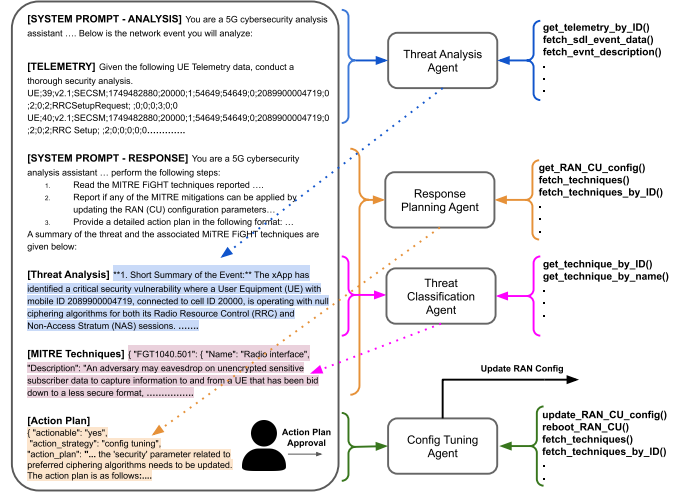 [SYSTEM PROMPT - ANALYSIS] You are a 5G cybersecurity analysis
assistant .... Below is the network event you will analyze:
[TELEMETRY] Given the following UE Telemetry data, conduct a
thorough security analysis.
UE;39;v2.1;SECSM;1749482880;20000;1;54649;54649;0;2089900004719;0
;2;0;2;RRCSetupRequest; ;0;0;0;3;0;0
UE;40;v2.1;SECSM;1749482880;20000;1;54649;54649;0;2089900004719;0
;2;0;2;RRC Setup; ;2;0;0;0;0;0.............
[SYSTEM PROMPT - RESPONSE] You are a 5G cybersecurity
analysis assistant … perform the following steps:
1. Read the MITRE FiGHT techniques reported ….
2. Report if any of the MITRE mitigations can be applied by
updating the RAN (CU) configuration parameters…
3. Provide a detailed action plan in the following format: …
A summary of the threat and the associated MiTRE FiGHT techniques are
given below:
[Threat Analysis] **1. Short Summary of the Event:** The xApp has
identified a critical security vulnerability where a User Equipment (UE) with
mobile ID 2089900004719, connected to cell ID 20000, is operating with null
ciphering algorithms for both its Radio Resource Control (RRC) and
Non-Access Stratum (NAS) sessions. .......
[MITRE Techniques] { "FGT1040.501": { "Name": "Radio interface",
"Description": "An adversary may eavesdrop on unencrypted sensitive
subscriber data to capture information to and from a UE that has been bid
down to a less secure format, ................
[Action Plan]
{ "actionable": "yes",
"action_strategy": "config tuning",
"action_plan": "... the 'security' parameter related to
preferred ciphering algorithms needs to be updated.
The action plan is as follows:....
Action Plan
Approval
Threat Analysis
Agent
get_telemetry_by_ID()
fetch_sdl_event_data()
fetch_evnt_description()
.
.
.
Response
Planning Agent
get_RAN_CU_config()
fetch_techniques()
fetch_techniques_by_ID()
.
.
.
.
Threat
Classification
Agent
get_technique_by_ID()
get_technique_by_name()
.
.
.
Update RAN Config
Config Tuning
Agent
update_RAN_CU_config()
reboot_RAN_CU()
fetch_techniques()
fetch_techniques_by_ID()
.
.